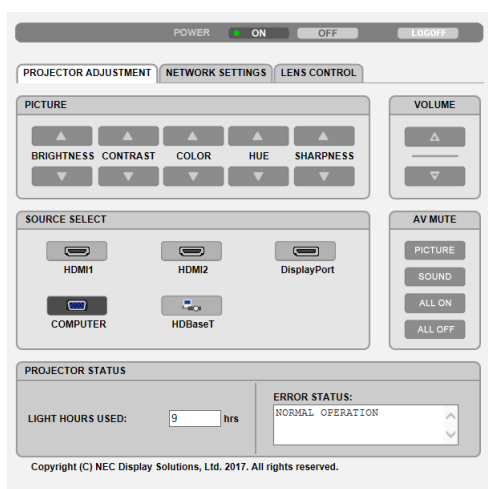 POWER ON OFF LOGOFF
PROJECTOR ADJUSTMENT NETWORK SETTINGS LENS CONTROL
PICTURE
BRIGHTNESS CONTRAST COLOR HUE SHARPNESS
VOLUME
SOURCE SELECT
HDMI1 HDMI2 DisplayPort
COMPUTER HDBaseT
AV MUTE
PICTURE
SOUND
ALL ON
ALL OFF
PROJECTOR STATUS
LIGHT HOURS USED: 9 hrs
ERROR STATUS:
NORMAL OPERATION
Copyright (C) NEC Display Solutions, Ltd. 2017. All rights reserved.